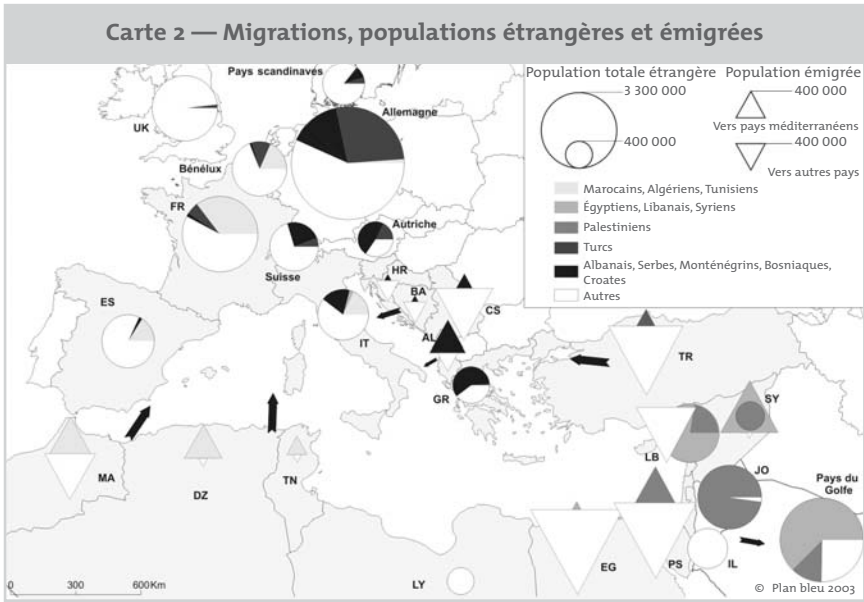 Carte 2 — Migrations, populations étrangères et émigrées
Population totale étrangère
3 300 000
400 000
Population émigrée
400 000
Vers pays méditerranéens
400 000
Vers autres pays
Marocains, Algériens, Tunisiens
Égyptiens, Libanais, Syriens
Palestiniens
Turcs
Albanais, Serbes, Monténégrins, Bosniaques,
Croates
Autres
Pays scandinaves
Allemagne
UK
Bénélux
FR
Autriche
Suisse
HR
BA
ES
CS
IT
AL
TR
GR
SY
LB
JO
MA
TN
DZ
Pays du
Golfe
PS
IL
EG
LY
0 300 600Km
© Plan bleu 2003